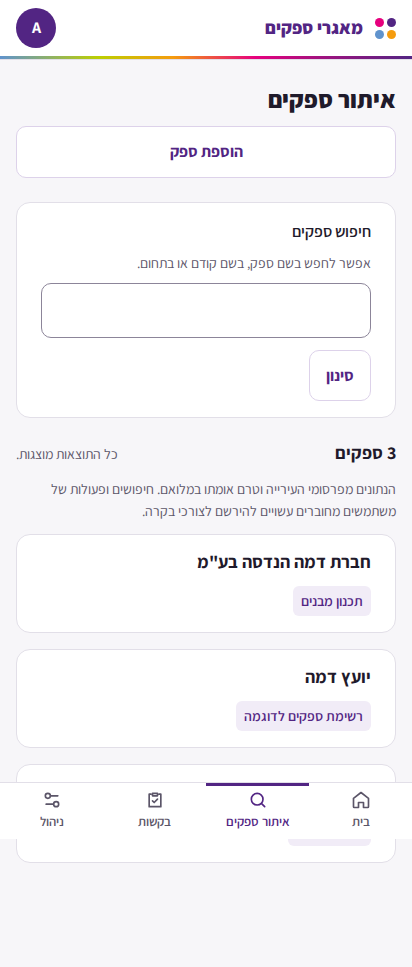 מאגרי ספקים
A
איתור ספקים
הוספת ספק
חיפוש ספקים
אפשר לחפש בשם ספק, בשם קודם או בתחום.
סינון
3 ספקים
כל התוצאות מוצגות.
הנתונים מפרסומי העירייה וטרם אומתו במלואם. חיפושים ופעולות של
משתמשים מחוברים עשויים להירשם לצורכי בקרה.
חברת דמה הנדסה בע"מ
תכנון מבנים
יועץ דמה
רשימת ספקים לדוגמה
בית
איתור ספקים
בקשות
ניהול